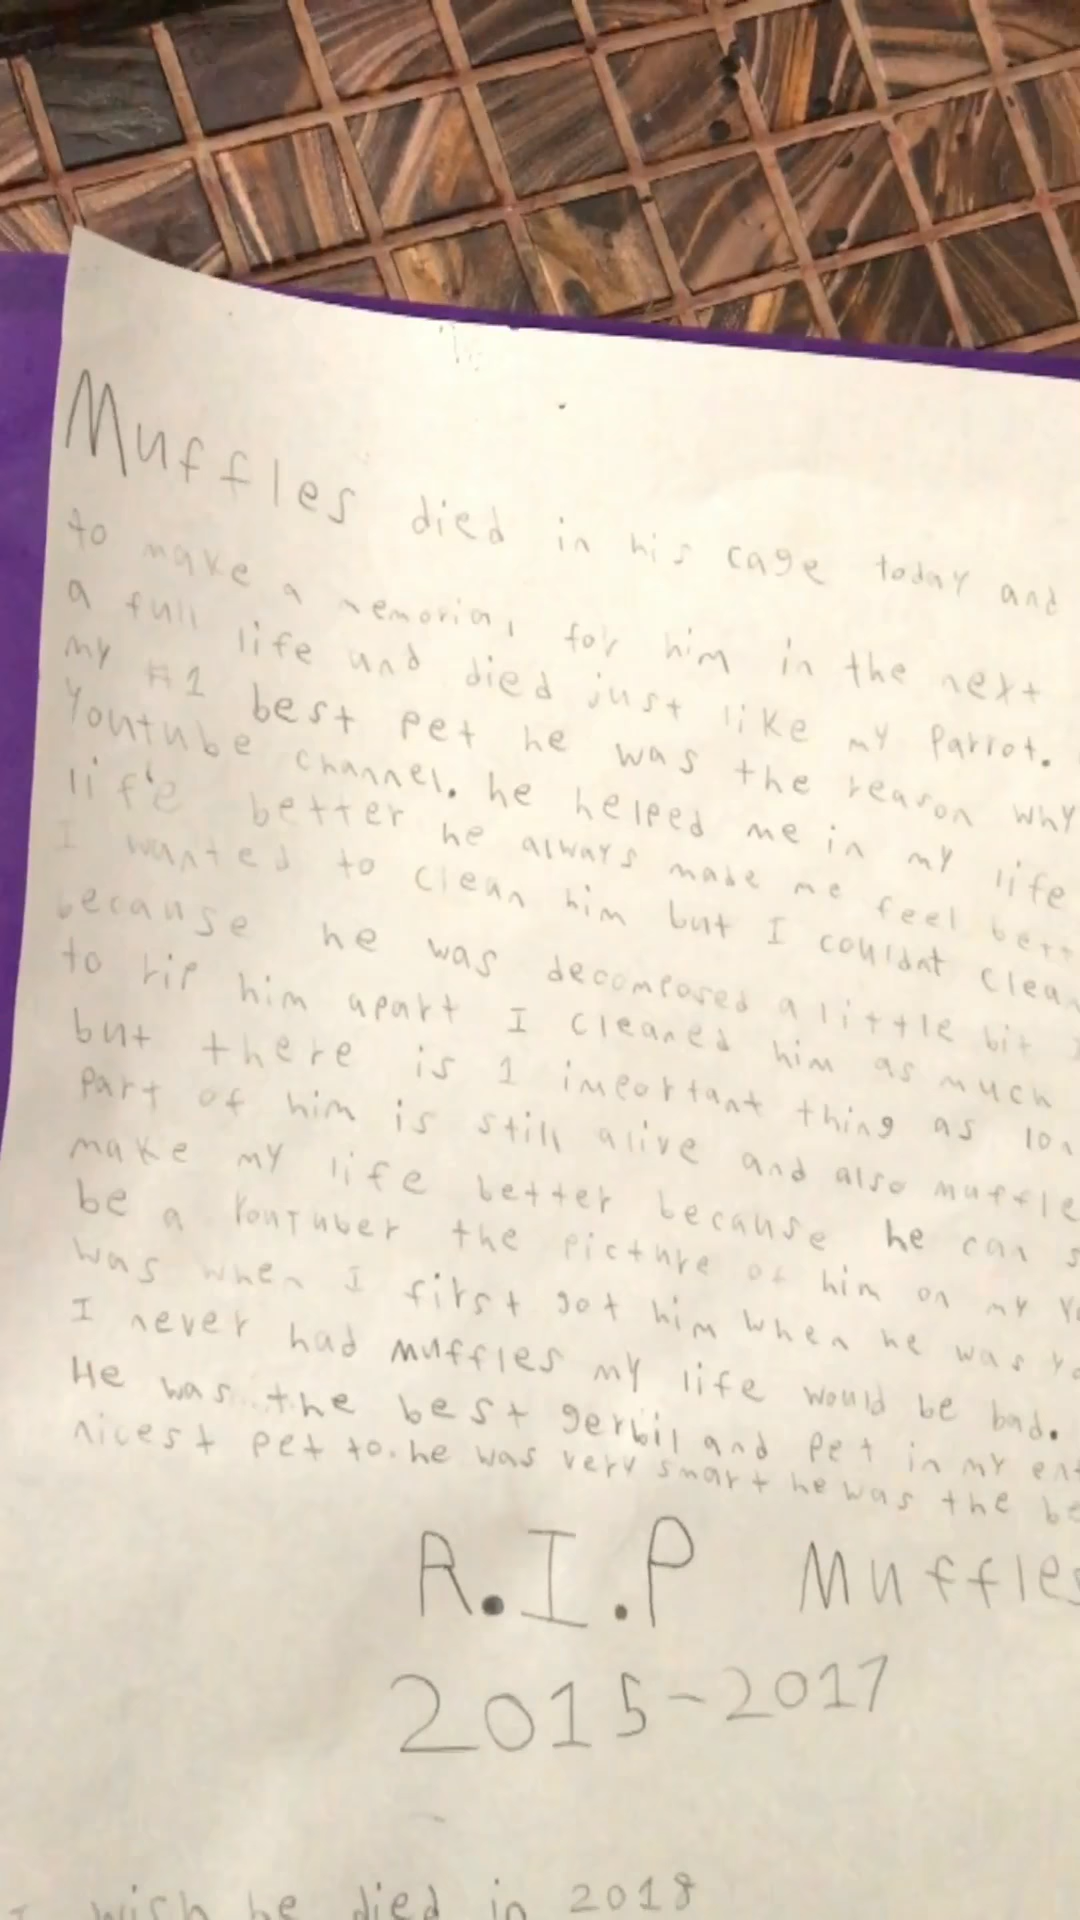 Muffles died in his cage today and
to make a memorial for him in the next
a full life and died just like my Parrot.
my #1 best pet he was the reason why
Youtube channel. he helped me in my life
life better he always made me feel
I wanted to clean him but I couldnt
because he was decomposed a little bit
to rip him apart I cleaned him as much
but there is 1 important thing as
Part of him is still alive and also
make my life better because he can
be a Youtuber the picture of him on my
was when I first got him when he was
I never had muffles my life would be bad.
He was the best gerbil and pet in my
nicest pet to. he was very smart he was the
R.I.P Muffles
2015-2017
I wish he died in 2018